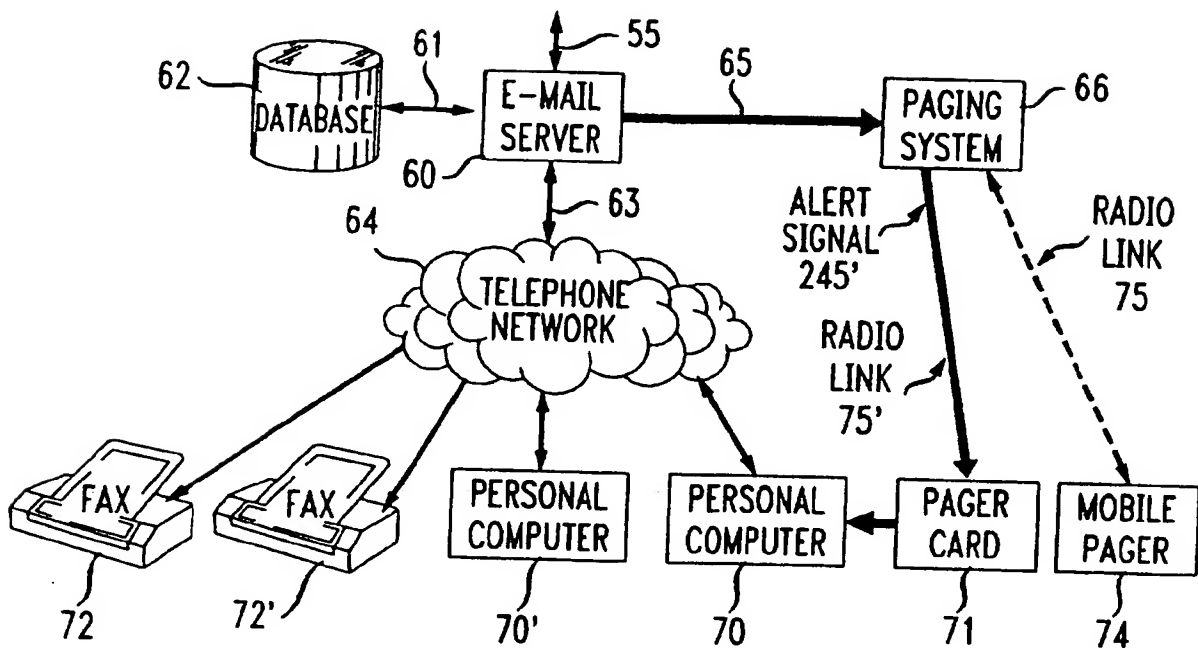 55
61
62
65
66
DATABASE
E-MAIL
SERVER
PAGING
SYSTEM
60
63
64
ALERT
SIGNAL
245'
RADIO
LINK
75
TELEPHONE
NETWORK
RADIO
LINK
75'
FAX
FAX
PERSONAL
COMPUTER
PERSONAL
COMPUTER
PAGER
CARD
MOBILE
PAGER
72
72'
70'
70
71
74